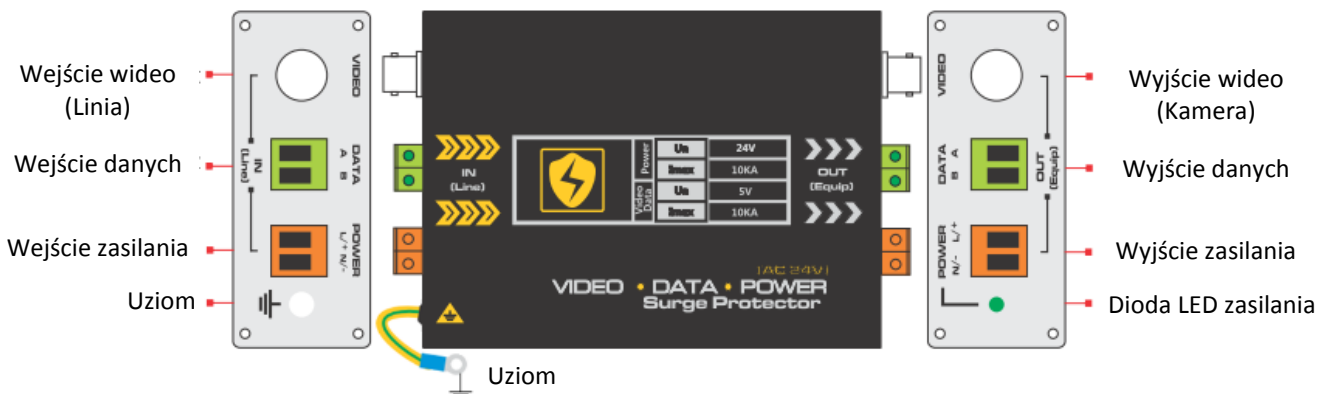 Wejście wideo
(Linia)
Wejście danych
Wejście zasilania
Uziom
VIDEO
IN
(Line)
DATA
A
B
POWER
L/+ N/-
IN
(Line)
Power
Un
24V
Imax
10KA
Video
Data
Un
5V
Imax
10KA
OUT
(Equip)
(AC 24V)
VIDEO • DATA • POWER
Surge Protector
Uziom
VIDEO
DATA
A
B
OUT
(Equip)
POWER
N/- L/+
Wyjście wideo
(Kamera)
Wyjście danych
Wyjście zasilania
Dioda LED zasilania